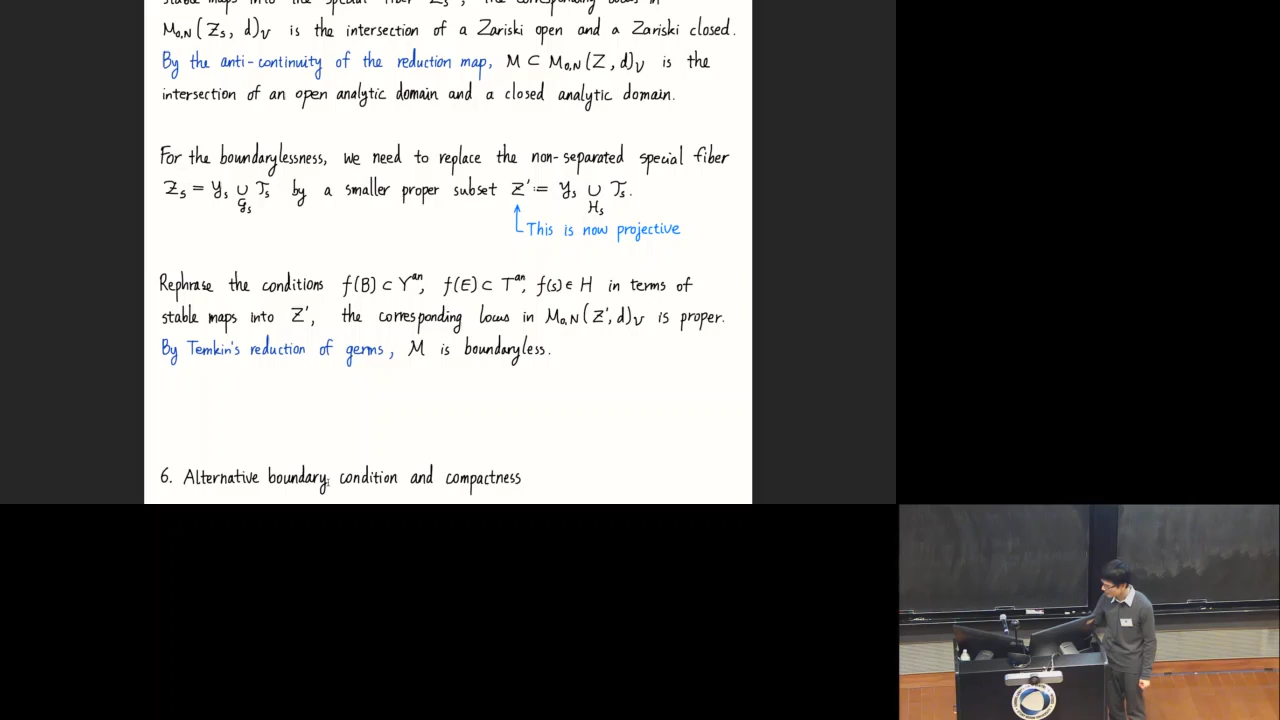 stable maps into the special fiber Z_s, the corresponding locus in
M_{0,N}(Z_s, d)_V is the intersection of a Zariski open and a Zariski closed.
By the anti-continuity of the reduction map, M ⊂ M_{0,N}(Z, d)_V is the
intersection of an open analytic domain and a closed analytic domain.
For the boundarylessness, we need to replace the non-separated special fiber
Z_s = Y_s ∪_{G_s} T_s by a smaller proper subset Z' := Y_s ∪_{H_s} T_s.
This is now projective
Rephrase the conditions f(B) ⊂ Y^{an}, f(E) ⊂ T^{an}, f(s) ∈ H in terms of
stable maps into Z', the corresponding locus in M_{0,N}(Z', d)_V is proper.
By Temkin's reduction of germs, M is boundaryless.
6. Alternative boundary condition and compactness